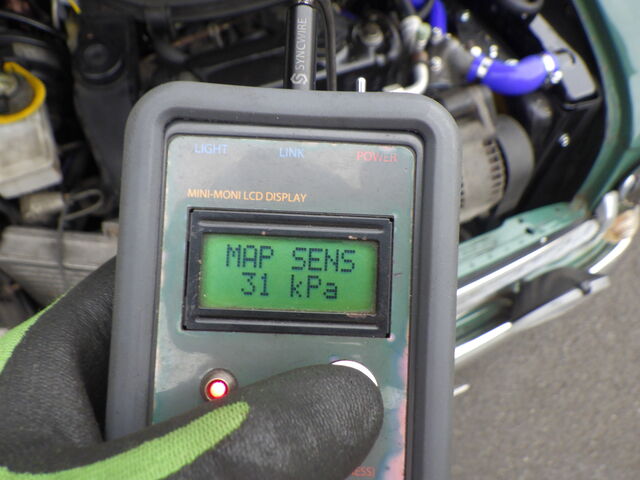 SYNCWIRE
LIGHT LINK POWER
MINI-MONI LCD DISPLAY
MAP SENS
31 kPa